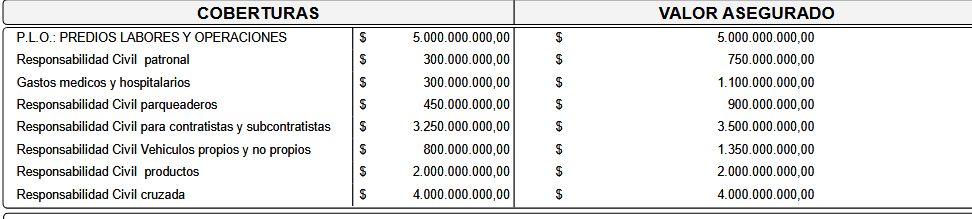 COBERTURAS VALOR ASEGURADO
P.L.O.: PREDIOS LABORES Y OPERACIONES $ 5.000.000.000,00 $ 5.000.000.000,00
Responsabilidad Civil patronal $ 300.000.000,00 $ 750.000.000,00
Gastos medicos y hospitalarios $ 300.000.000,00 $ 1.100.000.000,00
Responsabilidad Civil parqueaderos $ 450.000.000,00 $ 900.000.000,00
Responsabilidad Civil para contratistas y subcontratistas $ 3.250.000.000,00 $ 3.500.000.000,00
Responsabilidad Civil Vehiculos propios y no propios $ 800.000.000,00 $ 1.350.000.000,00
Responsabilidad Civil productos $ 2.000.000.000,00 $ 2.000.000.000,00
Responsabilidad Civil cruzada $ 4.000.000.000,00 $ 4.000.000.000,00